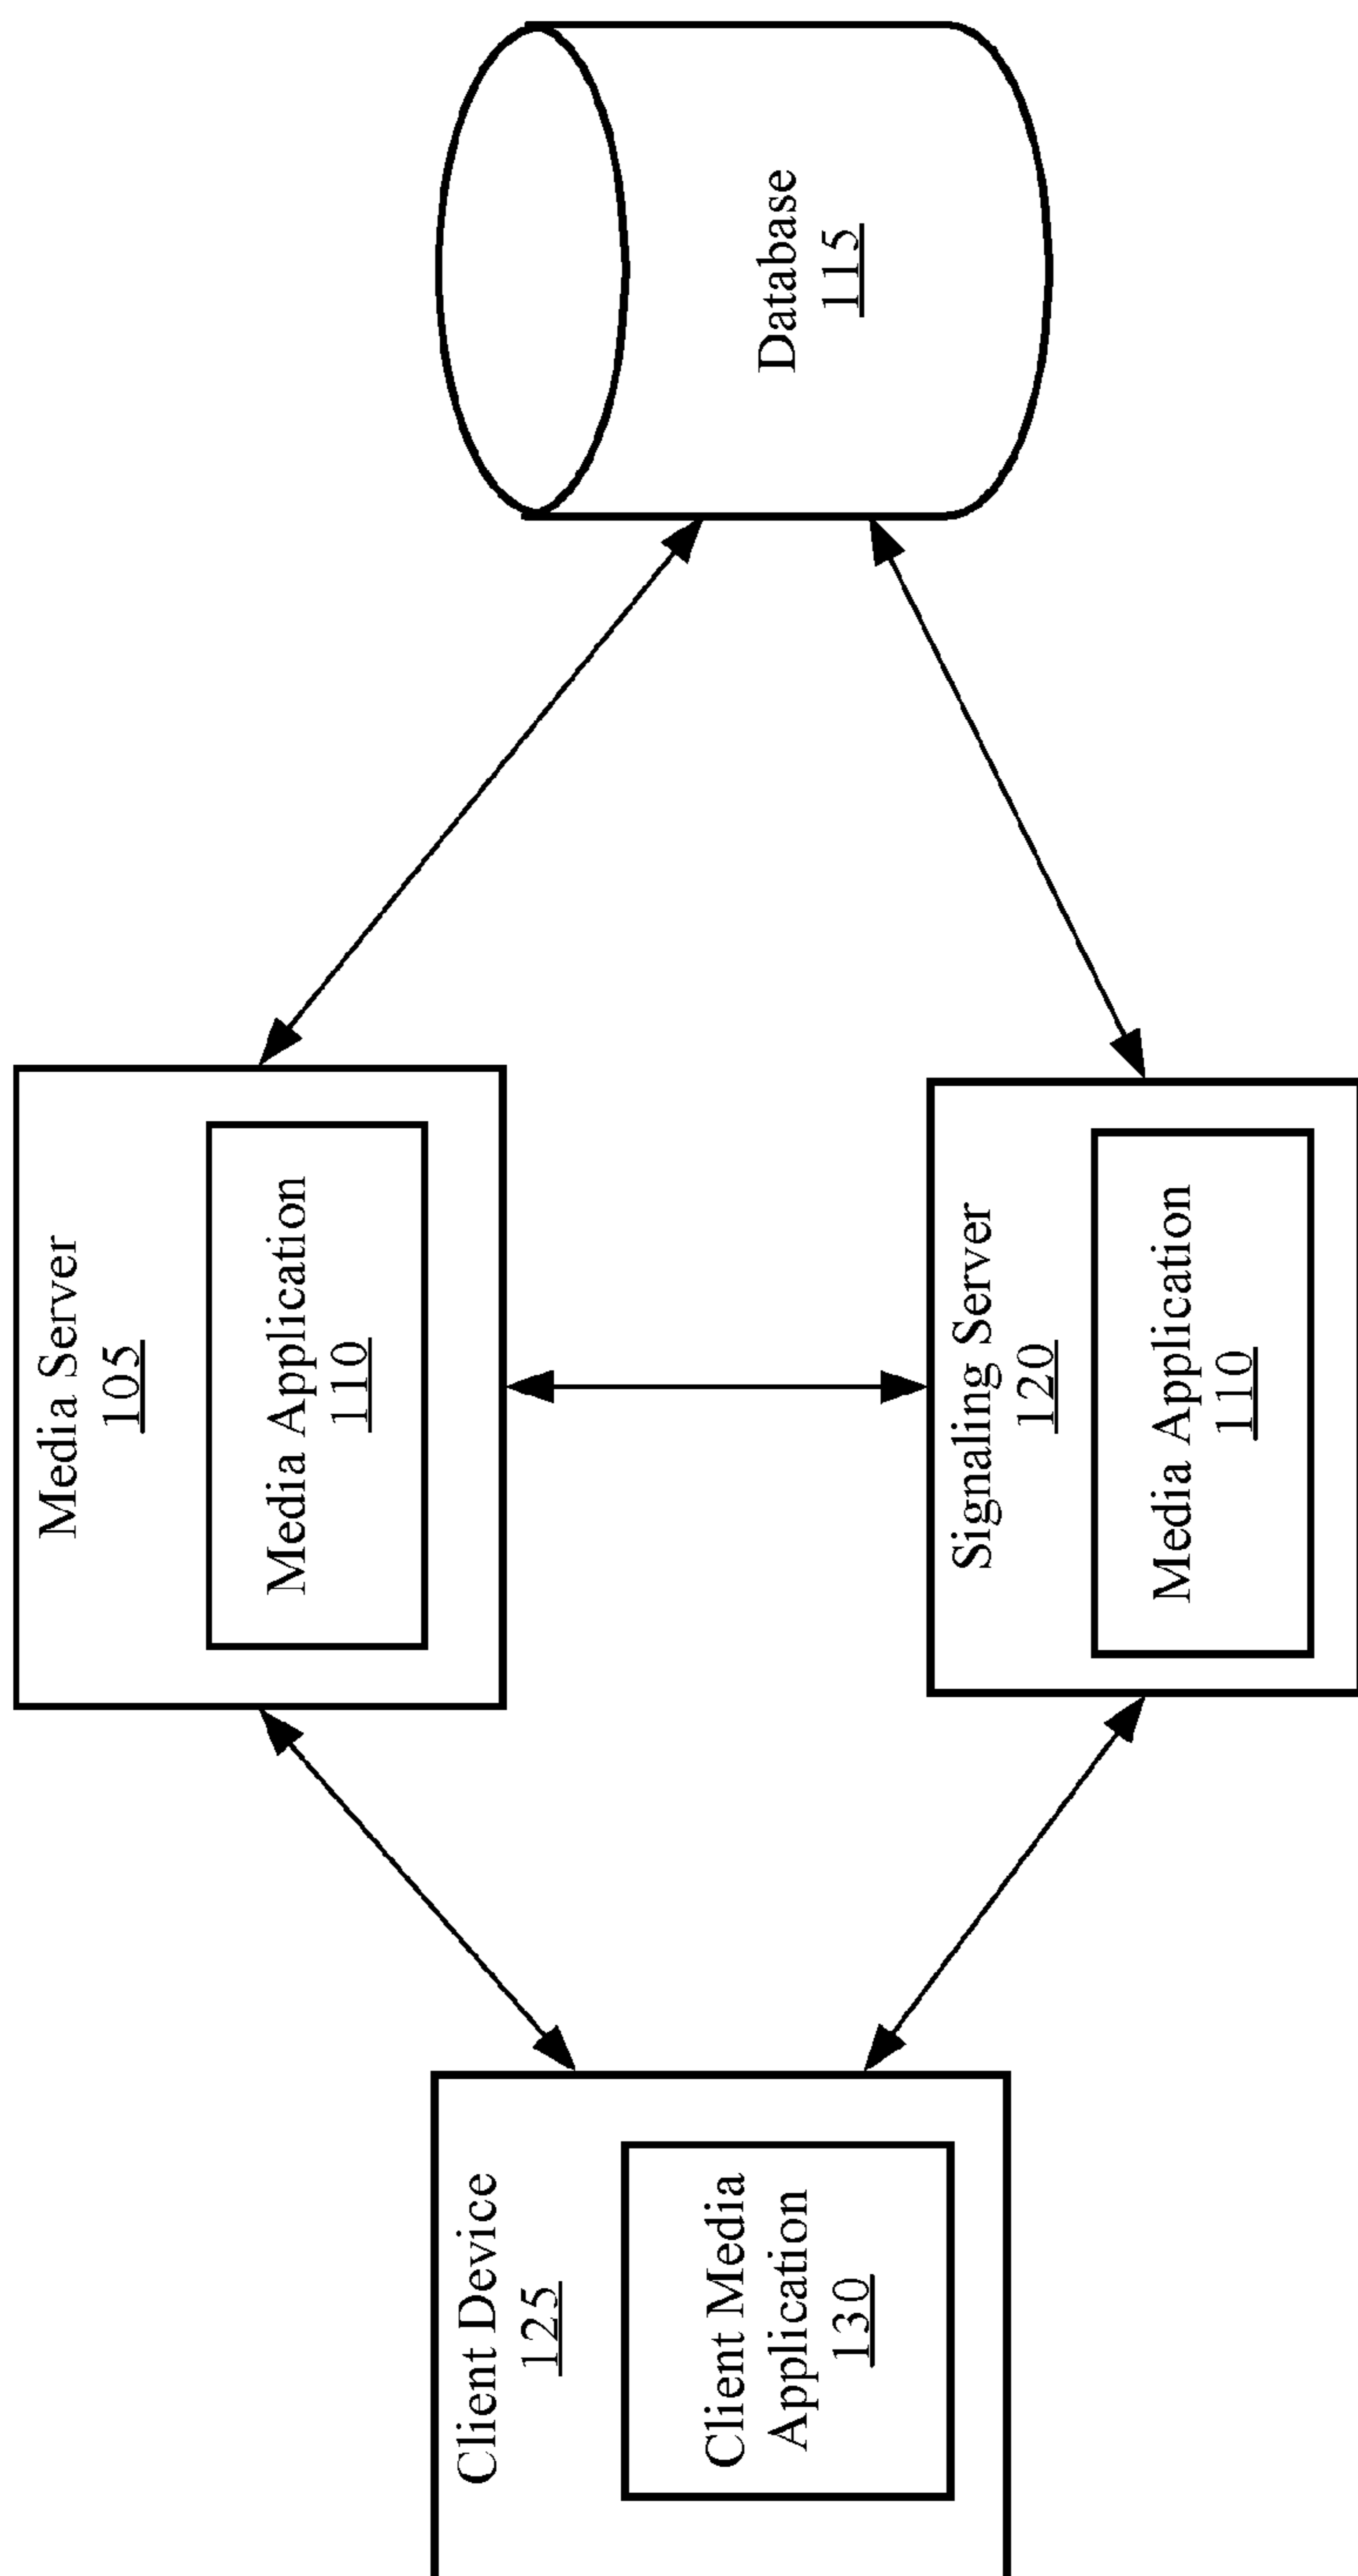 Client Device
125
Client Media
Application
130
Media Server
105
Media Application
110
Signaling Server
120
Media Application
110
Database
115